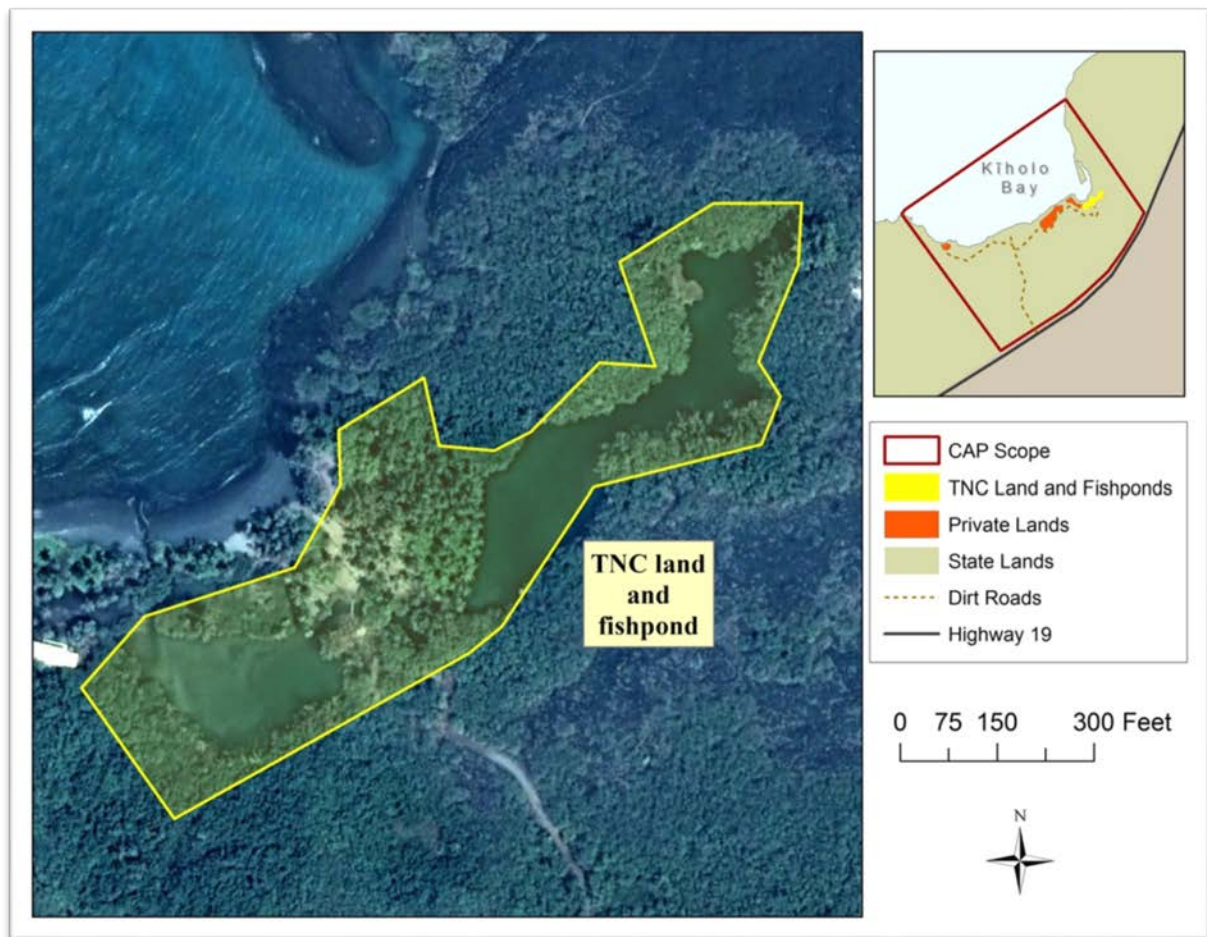 TNC land
and
fishpond
Kīholo
Bay
CAP Scope
TNC Land and Fishponds
Private Lands
State Lands
Dirt Roads
Highway 19
0 75 150 300 Feet
N